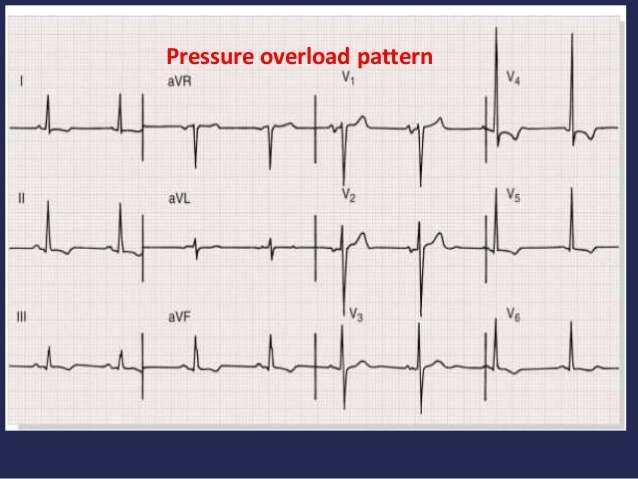 Pressure overload pattern
I aVR V1 V4
II aVL V2 V5
III aVF V3 V6